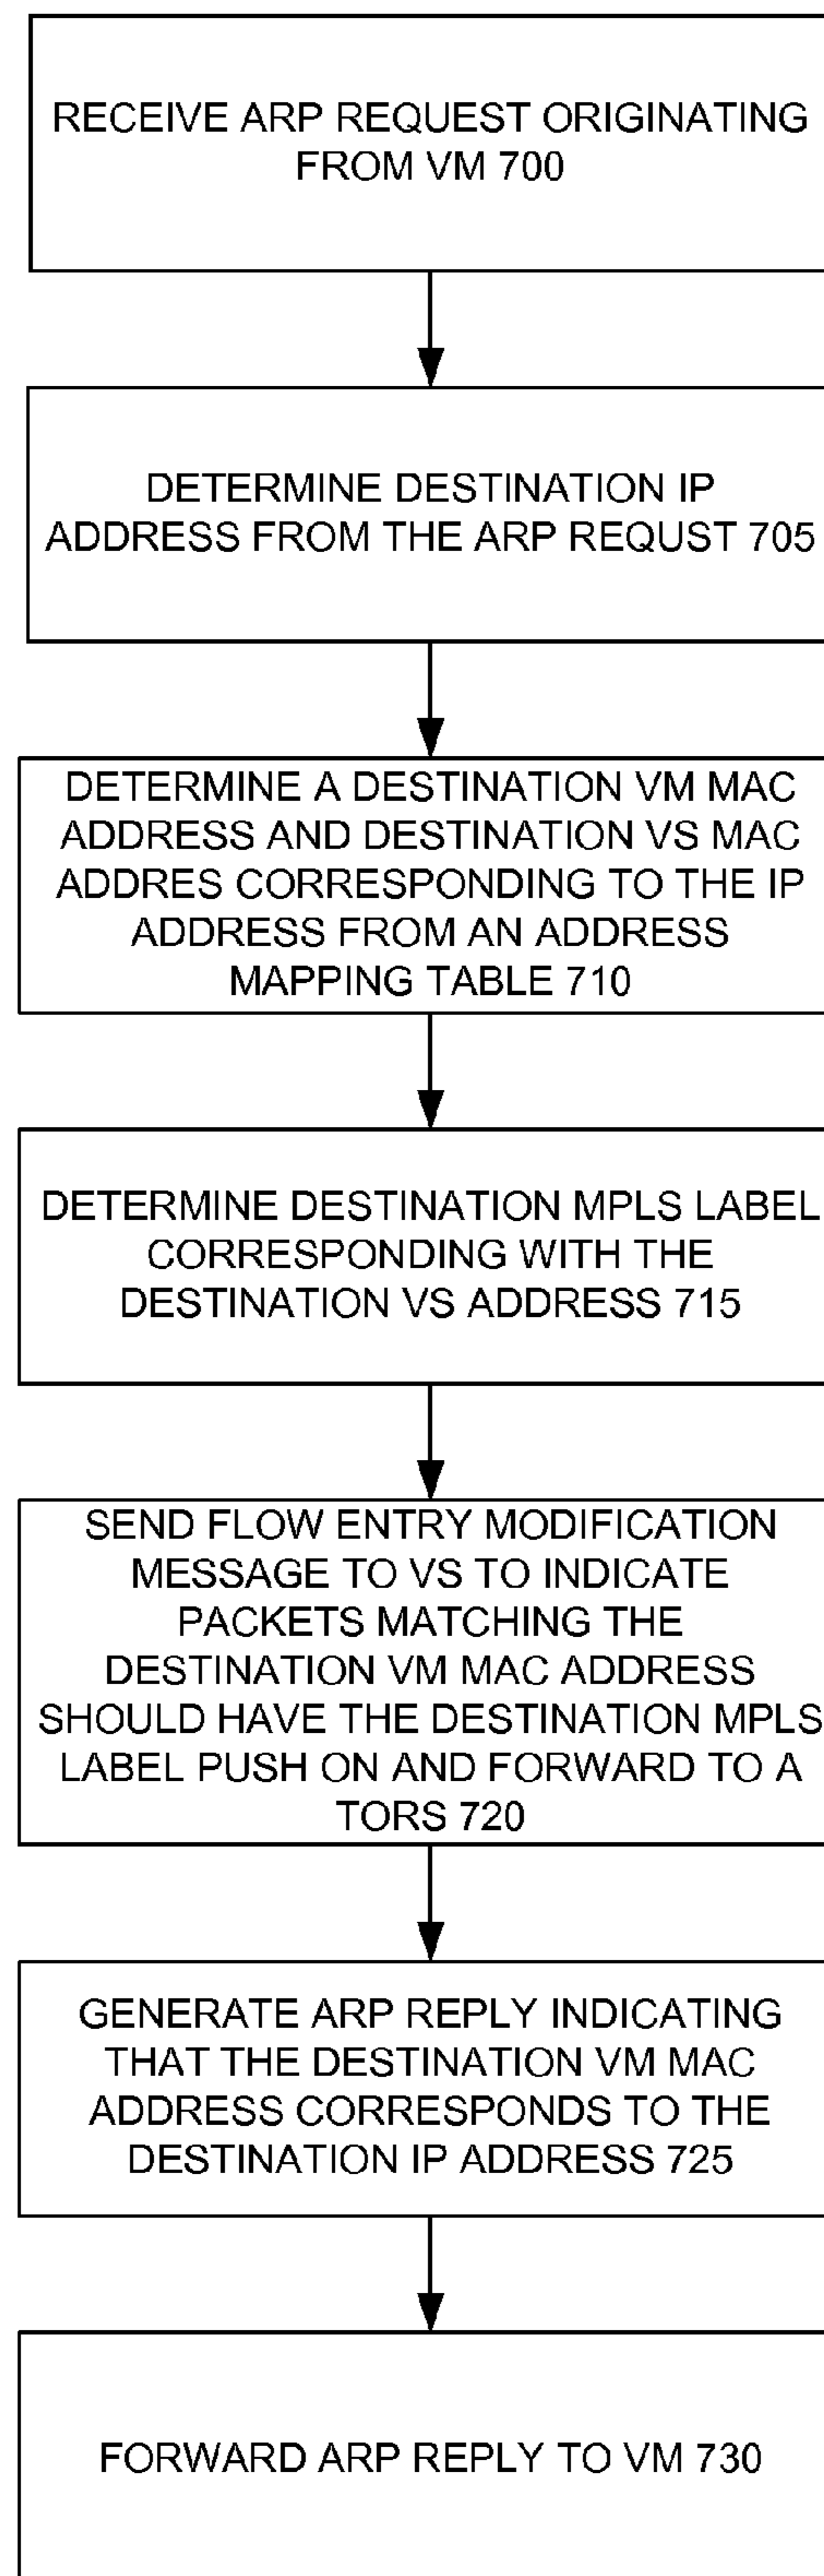 RECEIVE ARP REQUEST ORIGINATING
FROM VM 700
DETERMINE DESTINATION IP
ADDRESS FROM THE ARP REQUST 705
DETERMINE A DESTINATION VM MAC
ADDRESS AND DESTINATION VS MAC
ADDRES CORRESPONDING TO THE IP
ADDRESS FROM AN ADDRESS
MAPPING TABLE 710
DETERMINE DESTINATION MPLS LABEL
CORRESPONDING WITH THE
DESTINATION VS ADDRESS 715
SEND FLOW ENTRY MODIFICATION
MESSAGE TO VS TO INDICATE
PACKETS MATCHING THE
DESTINATION VM MAC ADDRESS
SHOULD HAVE THE DESTINATION MPLS
LABEL PUSH ON AND FORWARD TO A
TORS 720
GENERATE ARP REPLY INDICATING
THAT THE DESTINATION VM MAC
ADDRESS CORRESPONDS TO THE
DESTINATION IP ADDRESS 725
FORWARD ARP REPLY TO VM 730